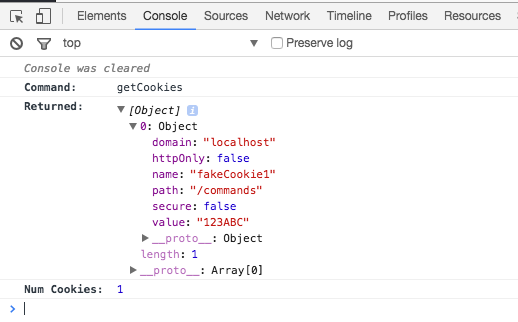 Elements Console Sources Network Timeline Profiles Resources
top Preserve log
Console was cleared
Command: getCookies
Returned: [Object] i
0: Object
domain: "localhost"
httpOnly: false
name: "fakeCookie1"
path: "/commands"
secure: false
value: "123ABC"
__proto__: Object
length: 1
__proto__: Array[0]
Num Cookies: 1
>